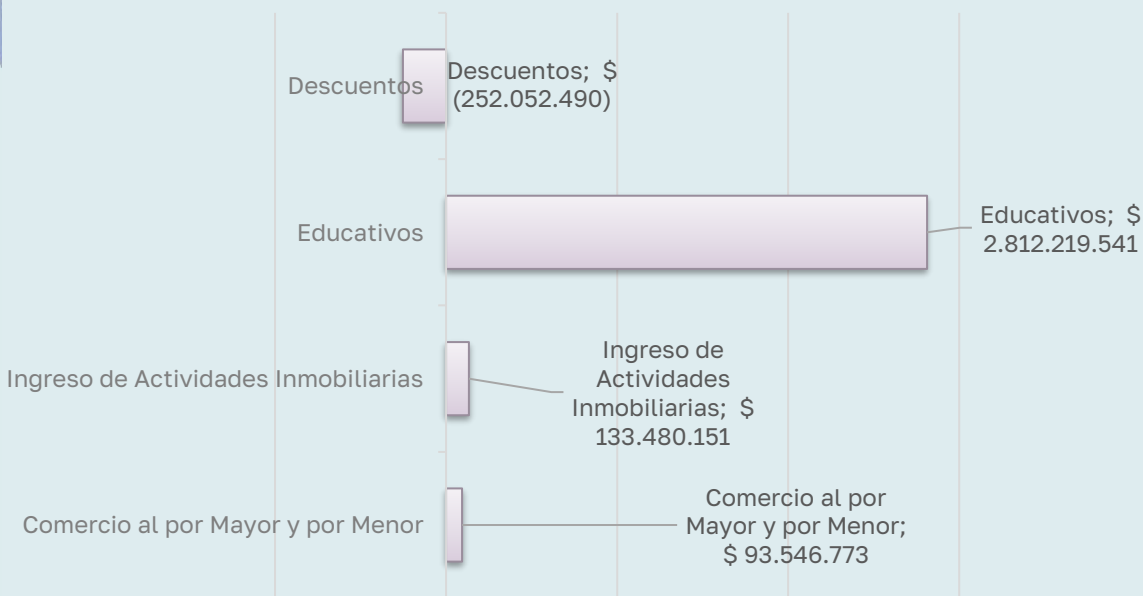 Descuentos
Descuentos; $
(252.052.490)
Educativos
Educativos; $
2.812.219.541
Ingreso de Actividades Inmobiliarias
Ingreso de
Actividades
Inmobiliarias; $
133.480.151
Comercio al por Mayor y por Menor
Comercio al por
Mayor y por Menor;
$ 93.546.773